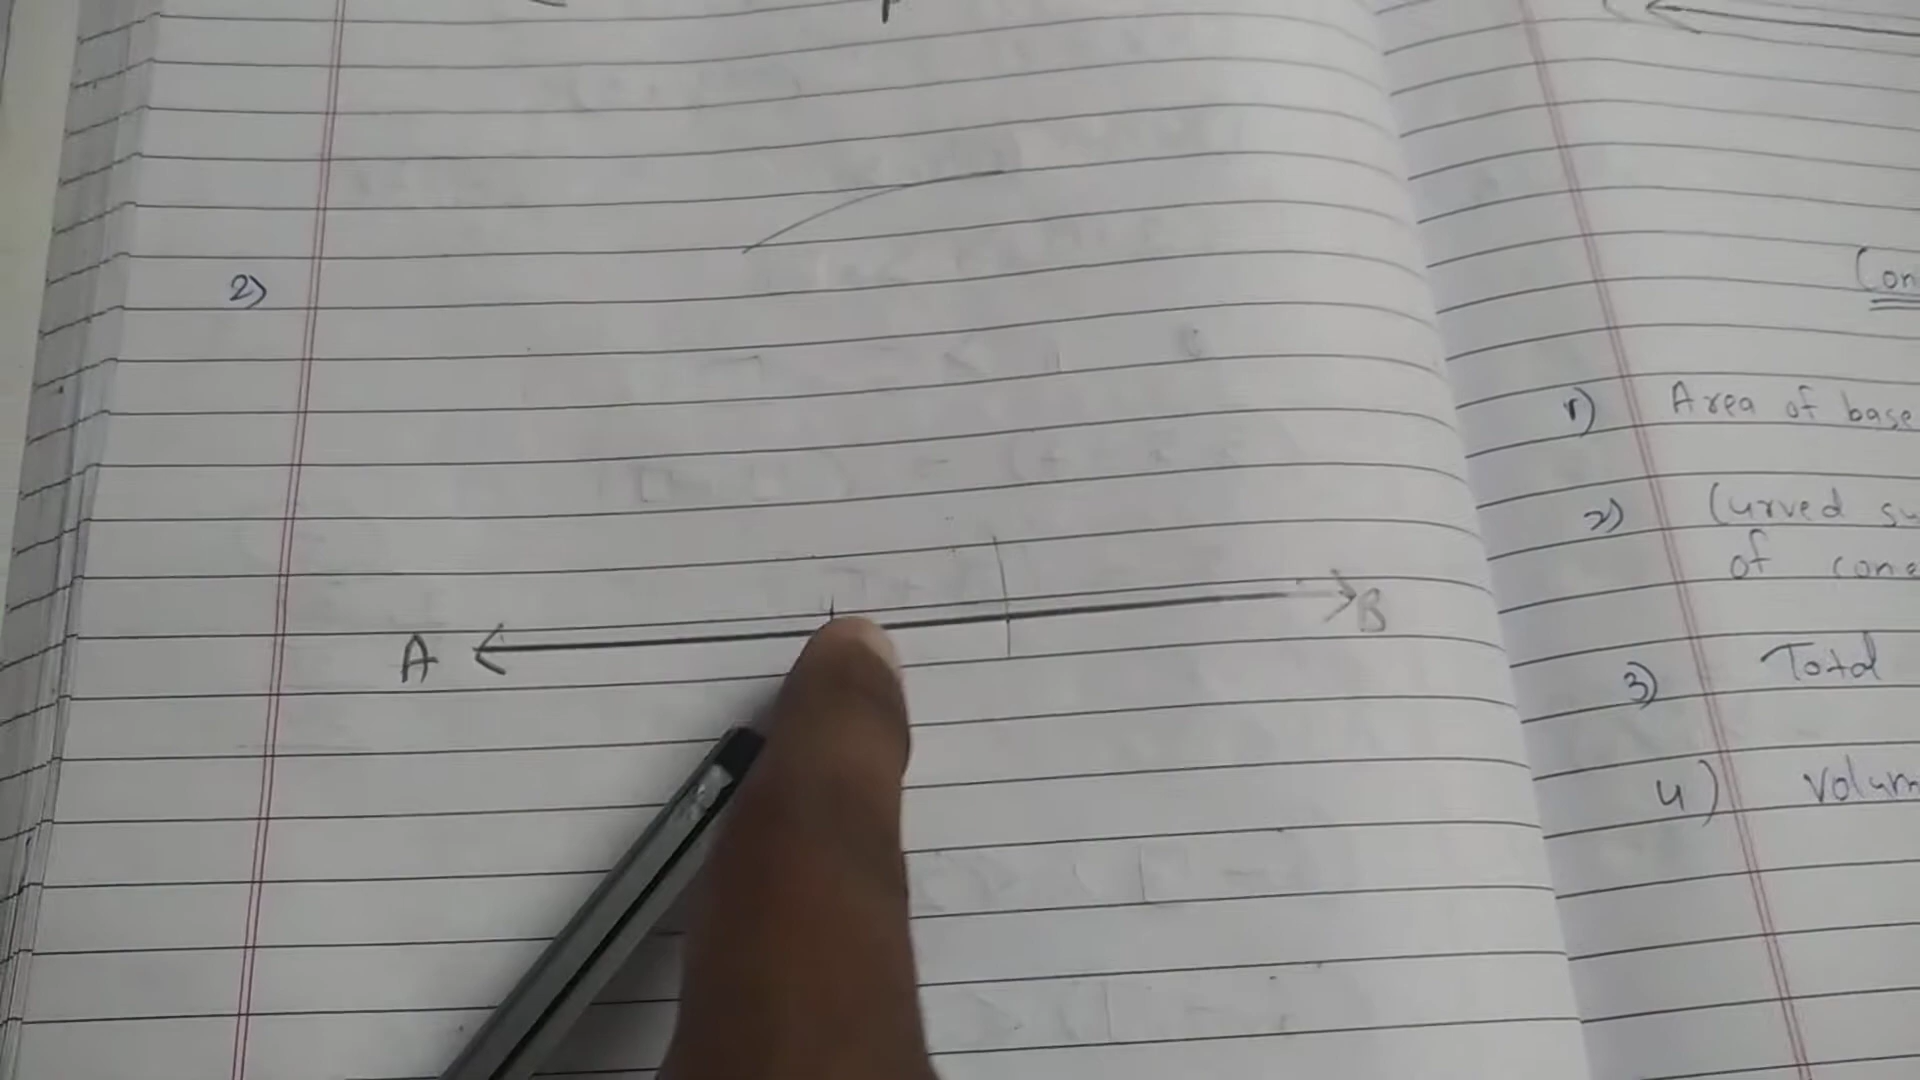 2)
A
B
Con
1) Area of base
2) Curved su
of cone
3) Total
4) Volum